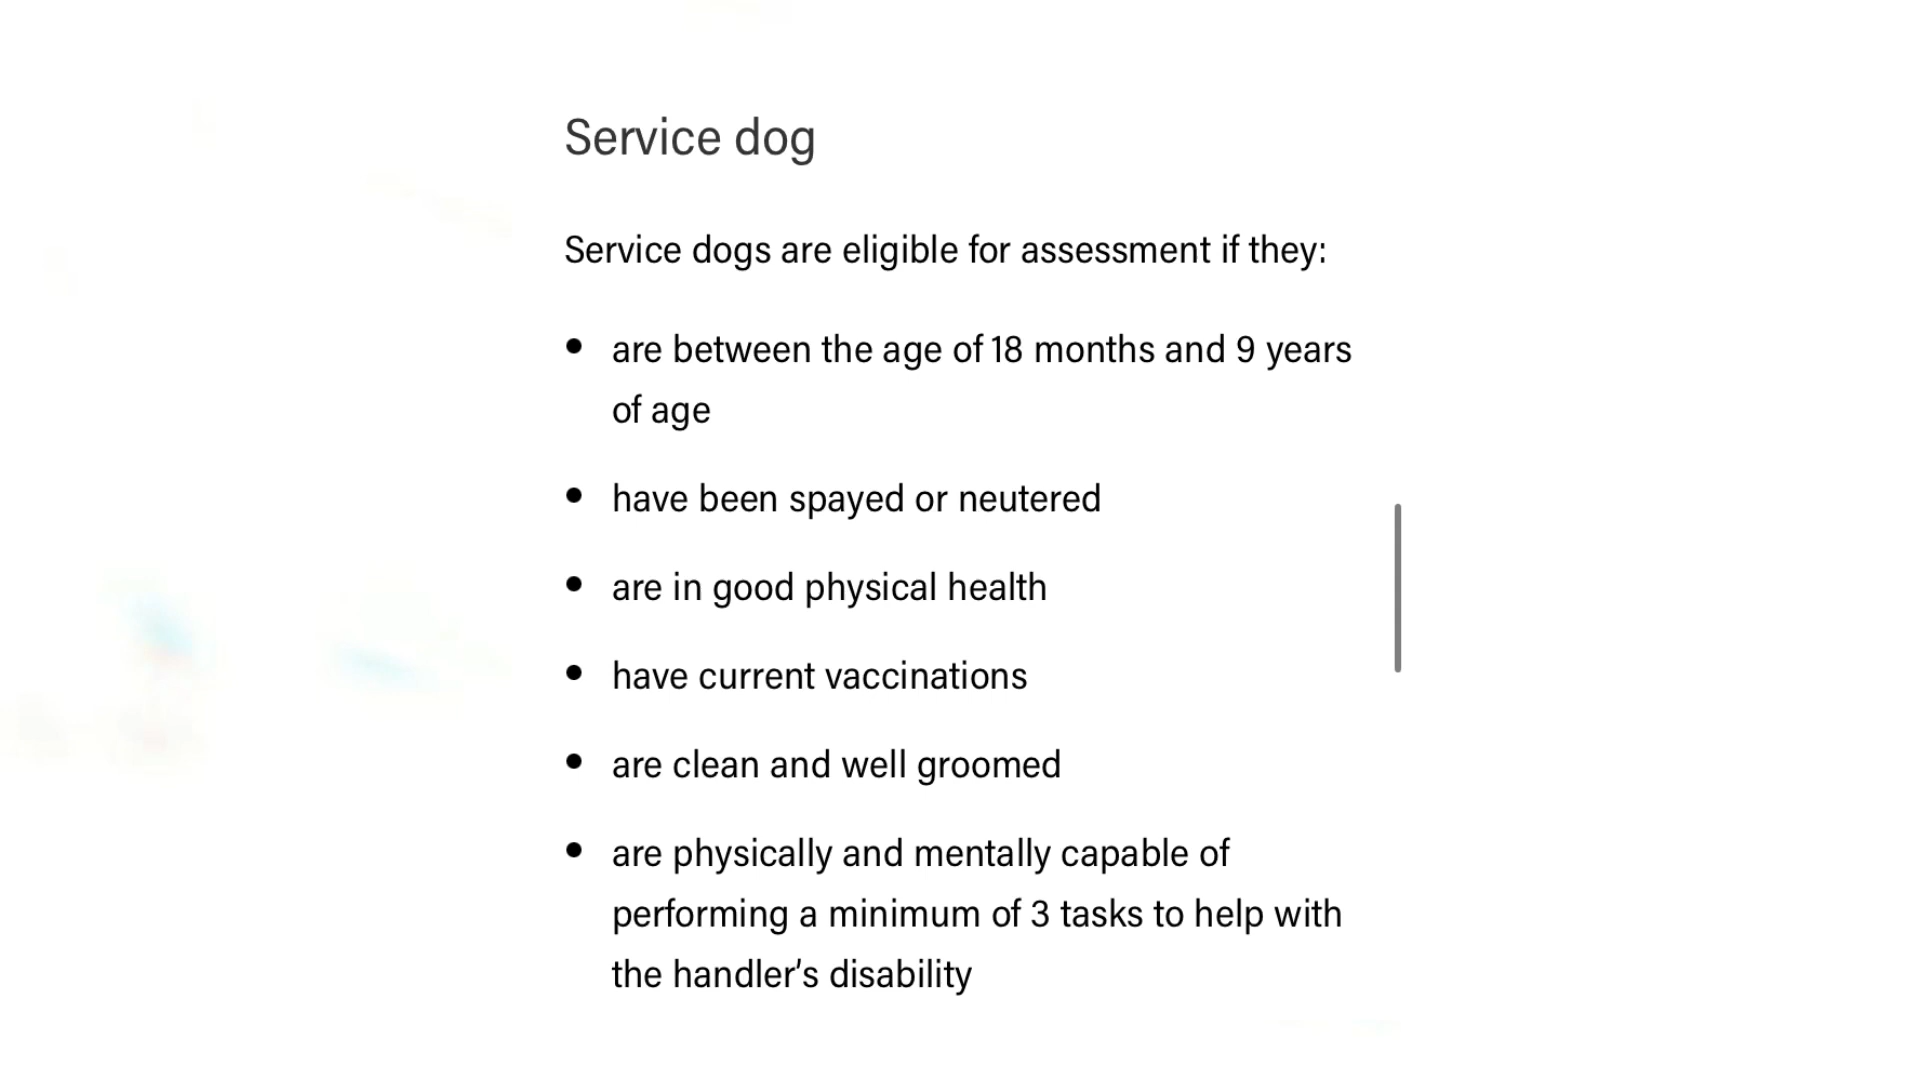 Service dog
Service dogs are eligible for assessment if they:
• are between the age of 18 months and 9 years
of age
• have been spayed or neutered
• are in good physical health
• have current vaccinations
• are clean and well groomed
• are physically and mentally capable of
performing a minimum of 3 tasks to help with
the handler's disability